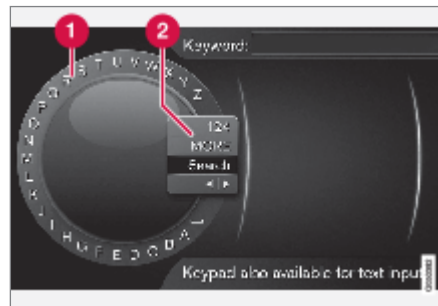 1
2
Keyword:
A B C D E F G H I J K L M N O P Q R S T U V W X Y Z
123
MORE
Search
◄|►
Keypad also available for text input